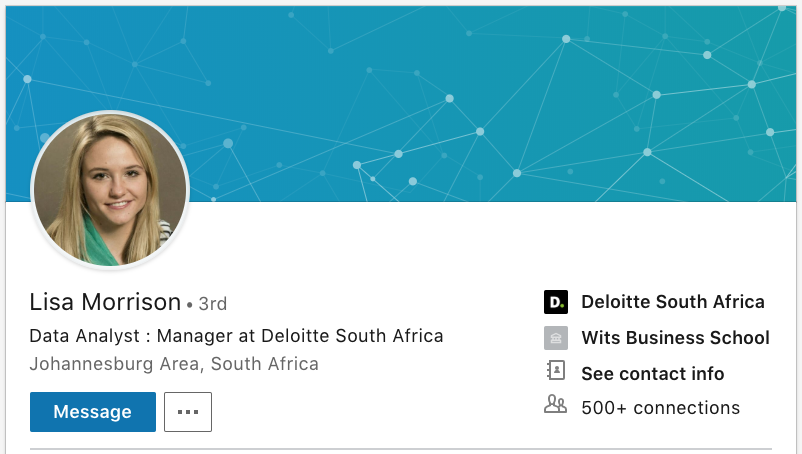 Lisa Morrison • 3rd
Data Analyst : Manager at Deloitte South Africa
Johannesburg Area, South Africa
Message
...
D.
Deloitte South Africa
Wits Business School
See contact info
500+ connections